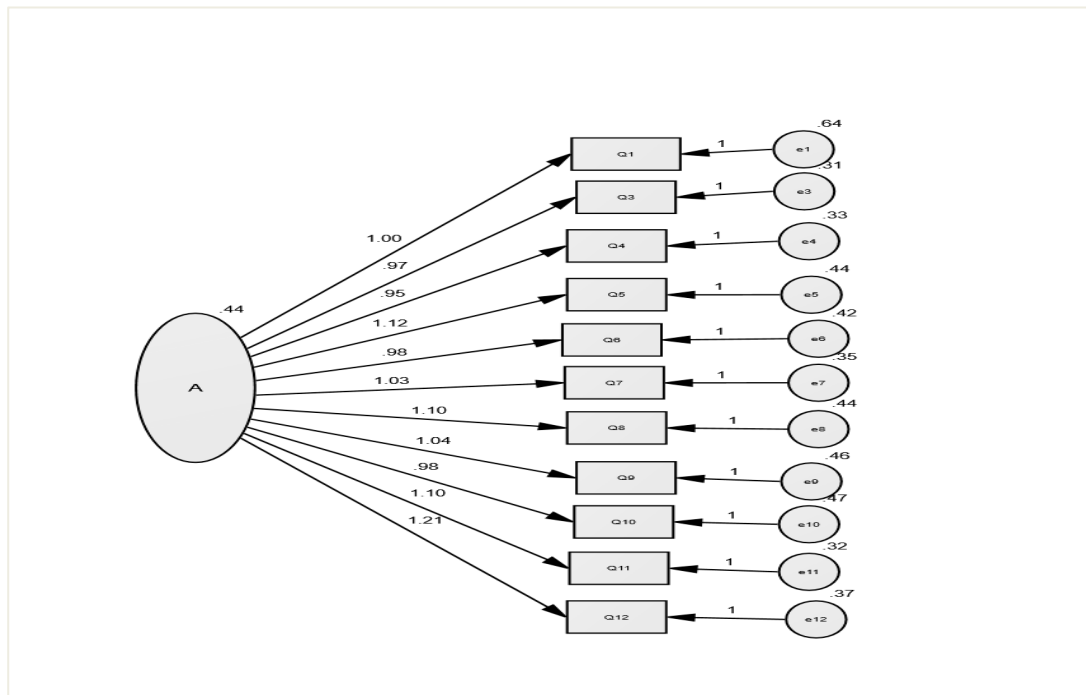 .64
Q1 1 e1
.31
Q3 1 e3
1.00
.33
Q4 1 e4
.97
.95
.44
Q5 1 e5
.44
1.12
.42
Q6 1 e6
.98
.35
A
1.03
Q7 1 e7
.44
1.10
Q8 1 e8
1.04
.46
.98
Q9 1 e9
1.10
.47
1.21
Q10 1 e10
.32
Q11 1 e11
.37
Q12 1 e12